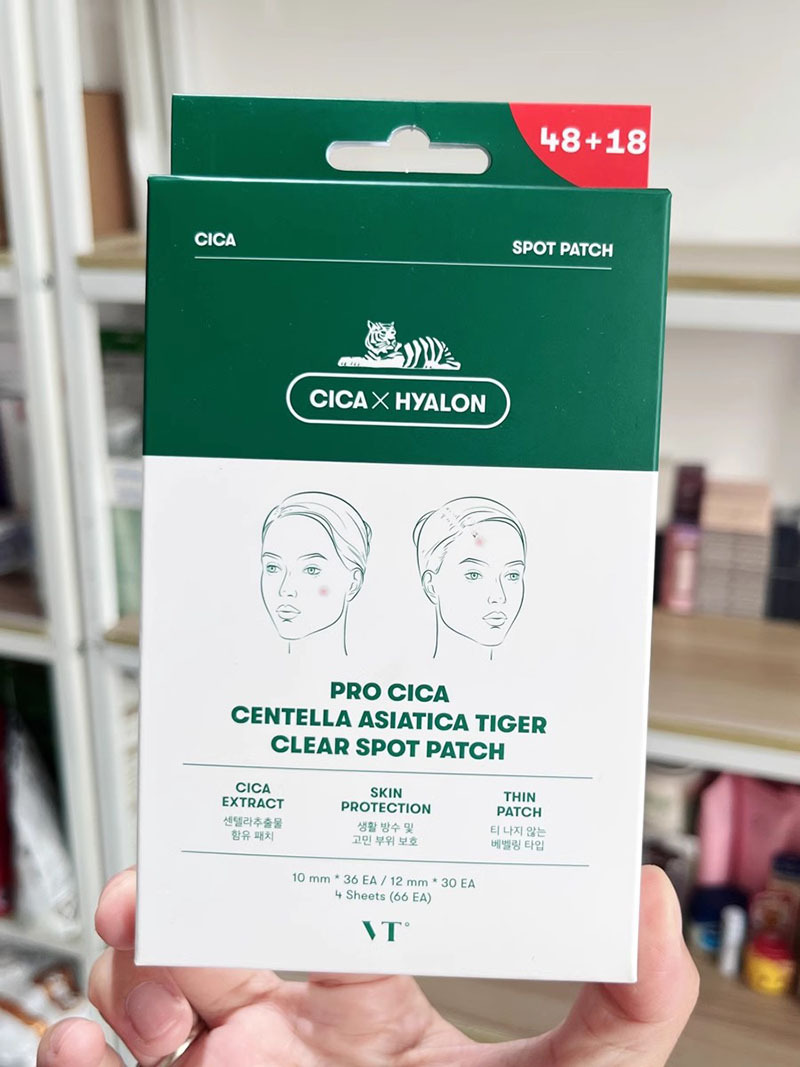 48+18
CICA
SPOT PATCH
CICA × HYALON
PRO CICA
CENTELLA ASIATICA TIGER
CLEAR SPOT PATCH
CICA
EXTRACT
센텔라추출물
함유 패치
SKIN
PROTECTION
생활 방수 및
고민 부위 보호
THIN
PATCH
티 나지 않는
베벨링 타입
10 mm * 36 EA / 12 mm * 30 EA
4 Sheets (66 EA)
VT°